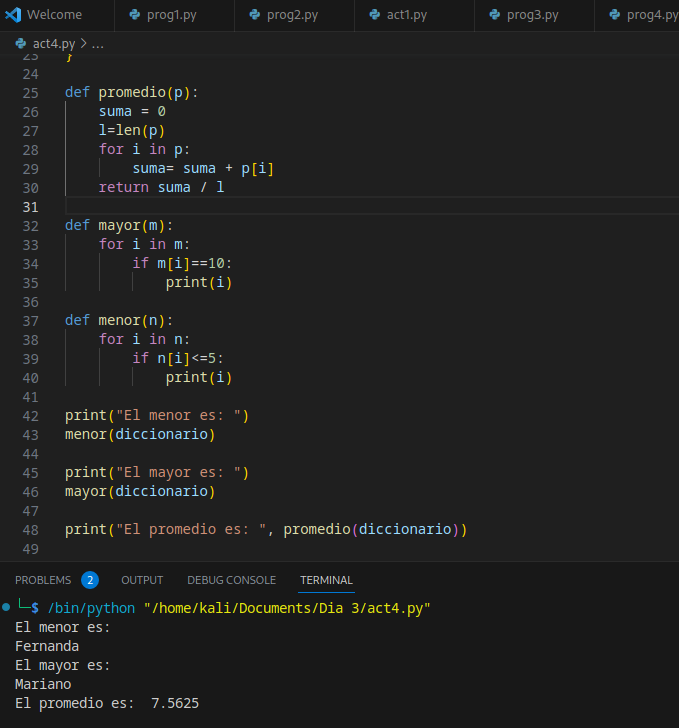 Welcome prog1.py prog2.py act1.py prog3.py prog4.py
act4.py > ...
23 }
24
25 def promedio(p):
26     suma = 0
27     l=len(p)
28     for i in p:
29         suma= suma + p[i]
30     return suma / l
31
32 def mayor(m):
33     for i in m:
34         if m[i]==10:
35             print(i)
36
37 def menor(n):
38     for i in n:
39         if n[i]<=5:
40             print(i)
41
42 print("El menor es: ")
43 menor(diccionario)
44
45 print("El mayor es: ")
46 mayor(diccionario)
47
48 print("El promedio es: ", promedio(diccionario))
49
PROBLEMS 2 OUTPUT DEBUG CONSOLE TERMINAL
└─$ /bin/python "/home/kali/Documents/Dia 3/act4.py"
El menor es:
Fernanda
El mayor es:
Mariano
El promedio es:  7.5625